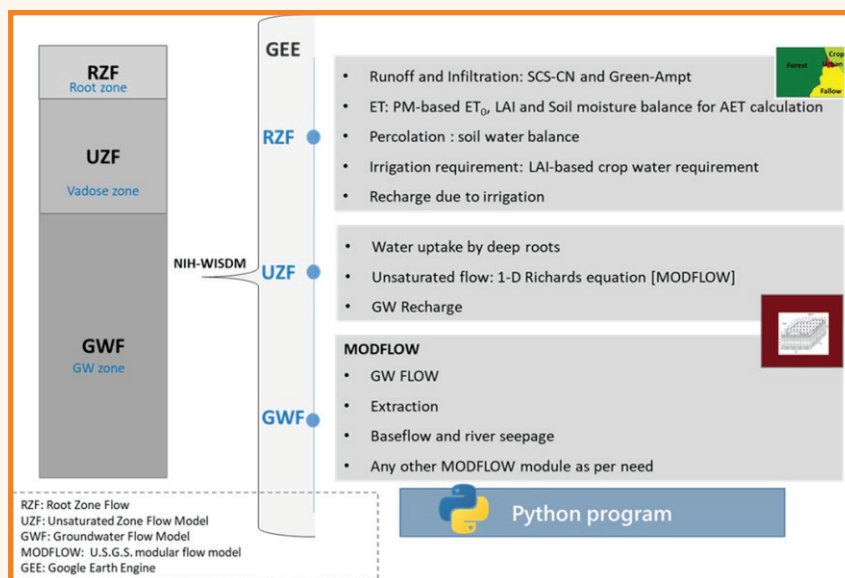 RZF
Root zone
UZF
Vadose zone
GWF
GW zone
NIH-WISDM
GEE
RZF
UZF
GWF
• Runoff and Infiltration: SCS-CN and Green-Ampt
• ET: PM-based ET₀, LAI and Soil moisture balance for AET calculation
• Percolation : soil water balance
• Irrigation requirement: LAI-based crop water requirement
• Recharge due to irrigation
Forest
Crop
Urban
Fallow
• Water uptake by deep roots
• Unsaturated flow: 1-D Richards equation [MODFLOW]
• GW Recharge
MODFLOW
• GW FLOW
• Extraction
• Baseflow and river seepage
• Any other MODFLOW module as per need
Python program
RZF: Root Zone Flow
UZF: Unsaturated Zone Flow Model
GWF: Groundwater Flow Model
MODFLOW: U.S.G.S. modular flow model
GEE: Google Earth Engine